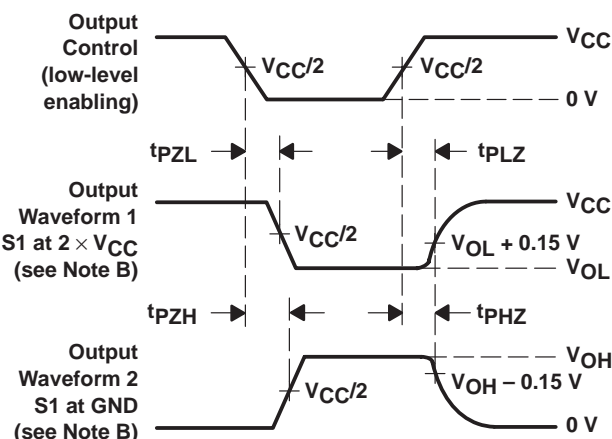 Output
Control
(low-level
enabling)
VCC/2
VCC/2
VCC
0 V
tPZL
tPLZ
Output
Waveform 1
S1 at 2 × VCC
(see Note B)
VCC/2
VCC
VOL + 0.15 V
VOL
tPZH
tPHZ
Output
Waveform 2
S1 at GND
(see Note B)
VCC/2
VOH
VOH – 0.15 V
0 V